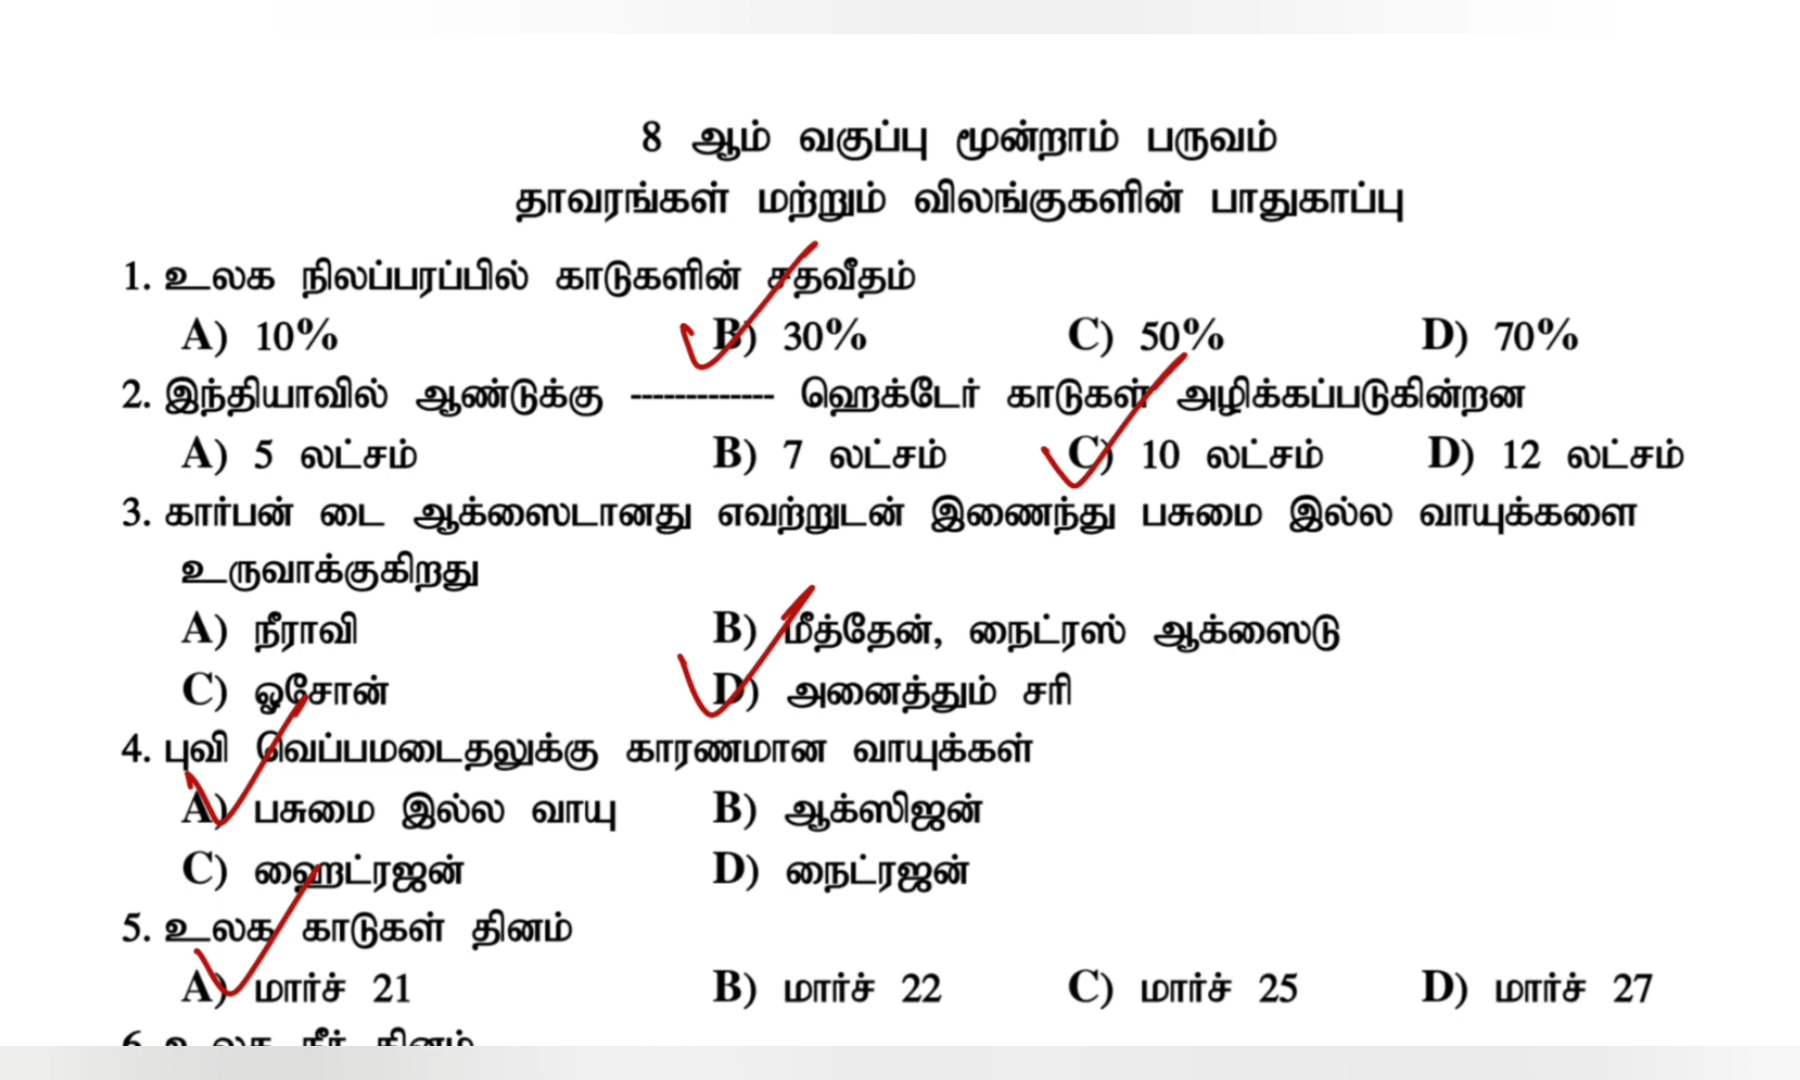 8 ஆம் வகுப்பு மூன்றாம் பருவம்
தாவரங்கள் மற்றும் விலங்குகளின் பாதுகாப்பு
1. உலக நிலப்பரப்பில் காடுகளின் சதவீதம்
A) 10% B) 30% C) 50% D) 70%
2. இந்தியாவில் ஆண்டுக்கு ------------- ஹெக்டேர் காடுகள் அழிக்கப்படுகின்றன
A) 5 லட்சம் B) 7 லட்சம் C) 10 லட்சம் D) 12 லட்சம்
3. கார்பன் டை ஆக்ஸைடானது எவற்றுடன் இணைந்து பசுமை இல்ல வாயுக்களை
உருவாக்குகிறது
A) நீராவி B) மீத்தேன், நைட்ரஸ் ஆக்ஸைடு
C) ஓசோன் D) அனைத்தும் சரி
4. புவி வெப்பமடைதலுக்கு காரணமான வாயுக்கள்
A) பசுமை இல்ல வாயு B) ஆக்ஸிஜன்
C) ஹைட்ரஜன் D) நைட்ரஜன்
5. உலக காடுகள் தினம்
A) மார்ச் 21 B) மார்ச் 22 C) மார்ச் 25 D) மார்ச் 27
6. உலக நீர் தினம்